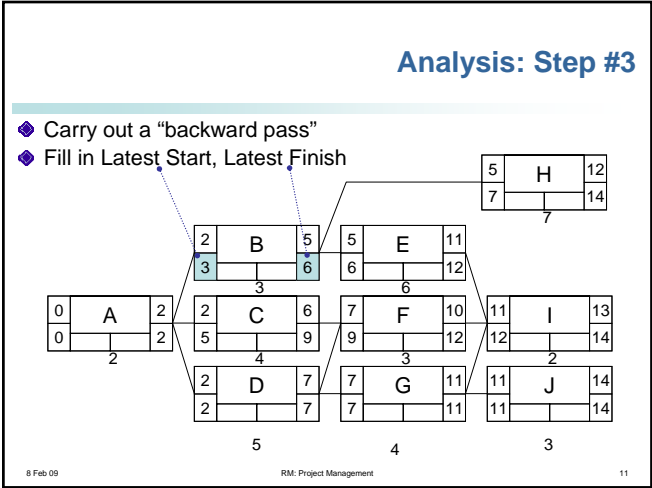 Analysis: Step #3
Carry out a “backward pass”
Fill in Latest Start, Latest Finish
5 H 12
7 14
7
2 B 5 5 E 11
3 6 6 12
3 6
0 A 2 2 C 6 7 F 10 11 I 13
0 2 5 9 9 12 12 14
2 4 3 2
2 D 7 7 G 11 11 J 14
2 7 7 11 11 14
5 4 3
8 Feb 09 RM: Project Management 11